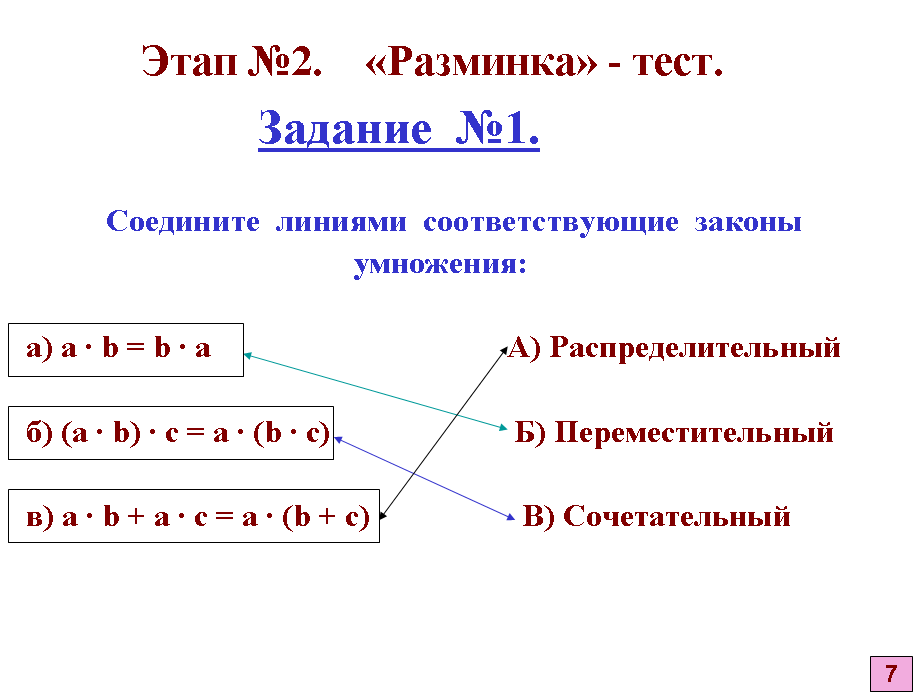 Этап №2. «Разминка» - тест.
Задание №1.
Соедините линиями соответствующие законы
умножения:
а) a · b = b · a
А) Распределительный
б) (a · b) · c = a · (b · c)
Б) Переместительный
в) a · b + a · c = a · (b + c)
В) Сочетательный
7